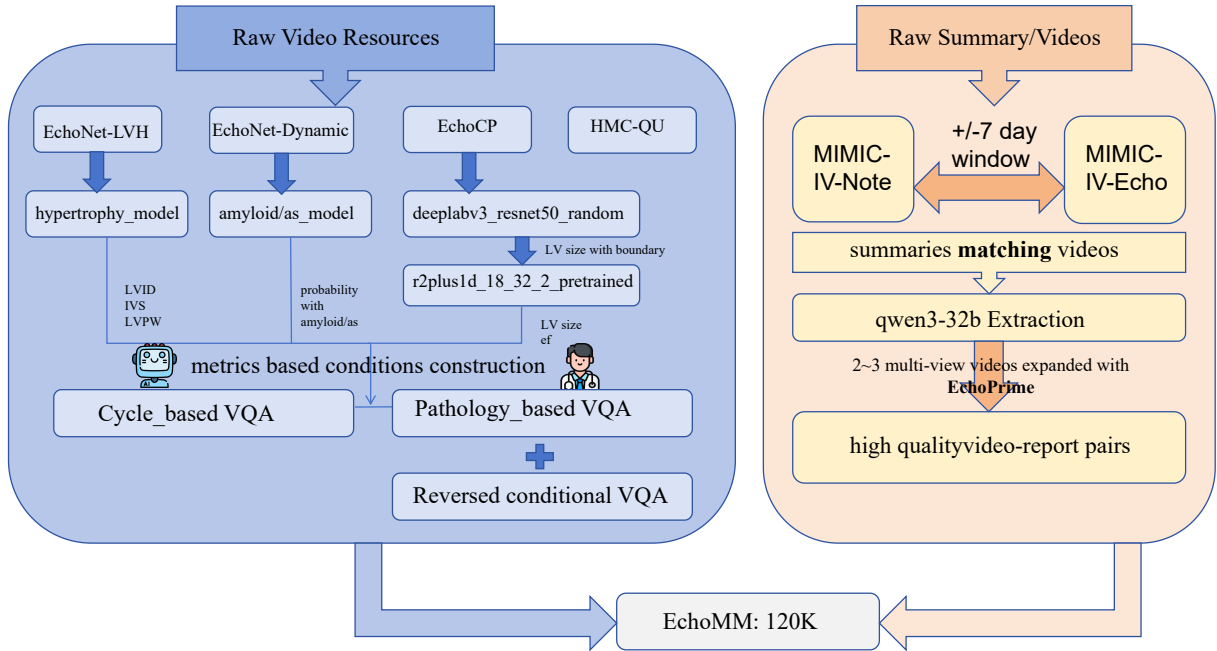 Raw Video Resources
EchoNet-LVH
EchoNet-Dynamic
EchoCP
HMC-QU
hypertrophy_model
amyloid/as_model
deeplabv3_resnet50_random
LV size with boundary
r2plus1d_18_32_2_pretrained
LVID
IVS
LVPW
probability
with
amyloid/as
LV size
ef
AI
metrics based conditions construction
Cycle_based VQA
Pathology_based VQA
Reversed conditional VQA
Raw Summary/Videos
MIMIC-
IV-Note
+/-7 day
window
MIMIC-
IV-Echo
summaries matching videos
qwen3-32b Extraction
2~3 multi-view videos expanded with
EchoPrime
high qualityvideo-report pairs
EchoMM: 120K